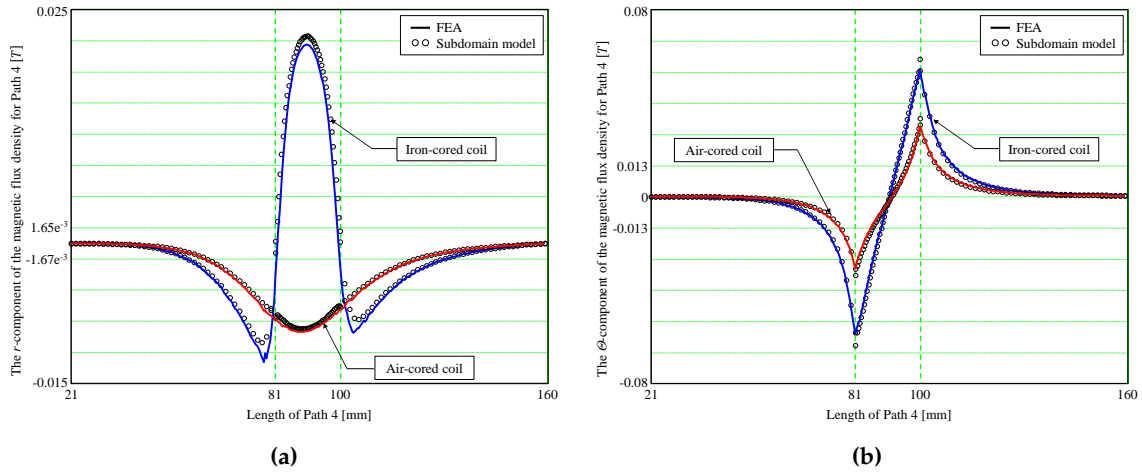 0.025
FEA
Subdomain model
Iron-cored coil
1.65e⁻³
-1.67e⁻³
Air-cored coil
-0.015
21
81
100
160
Length of Path 4 [mm]
The r-component of the magnetic flux density for Path 4 [T]
(a)
0.08
FEA
Subdomain model
Air-cored coil
Iron-cored coil
0.013
0
-0.013
-0.08
21
81
100
160
Length of Path 4 [mm]
The Θ-component of the magnetic flux density for Path 4 [T]
(b)